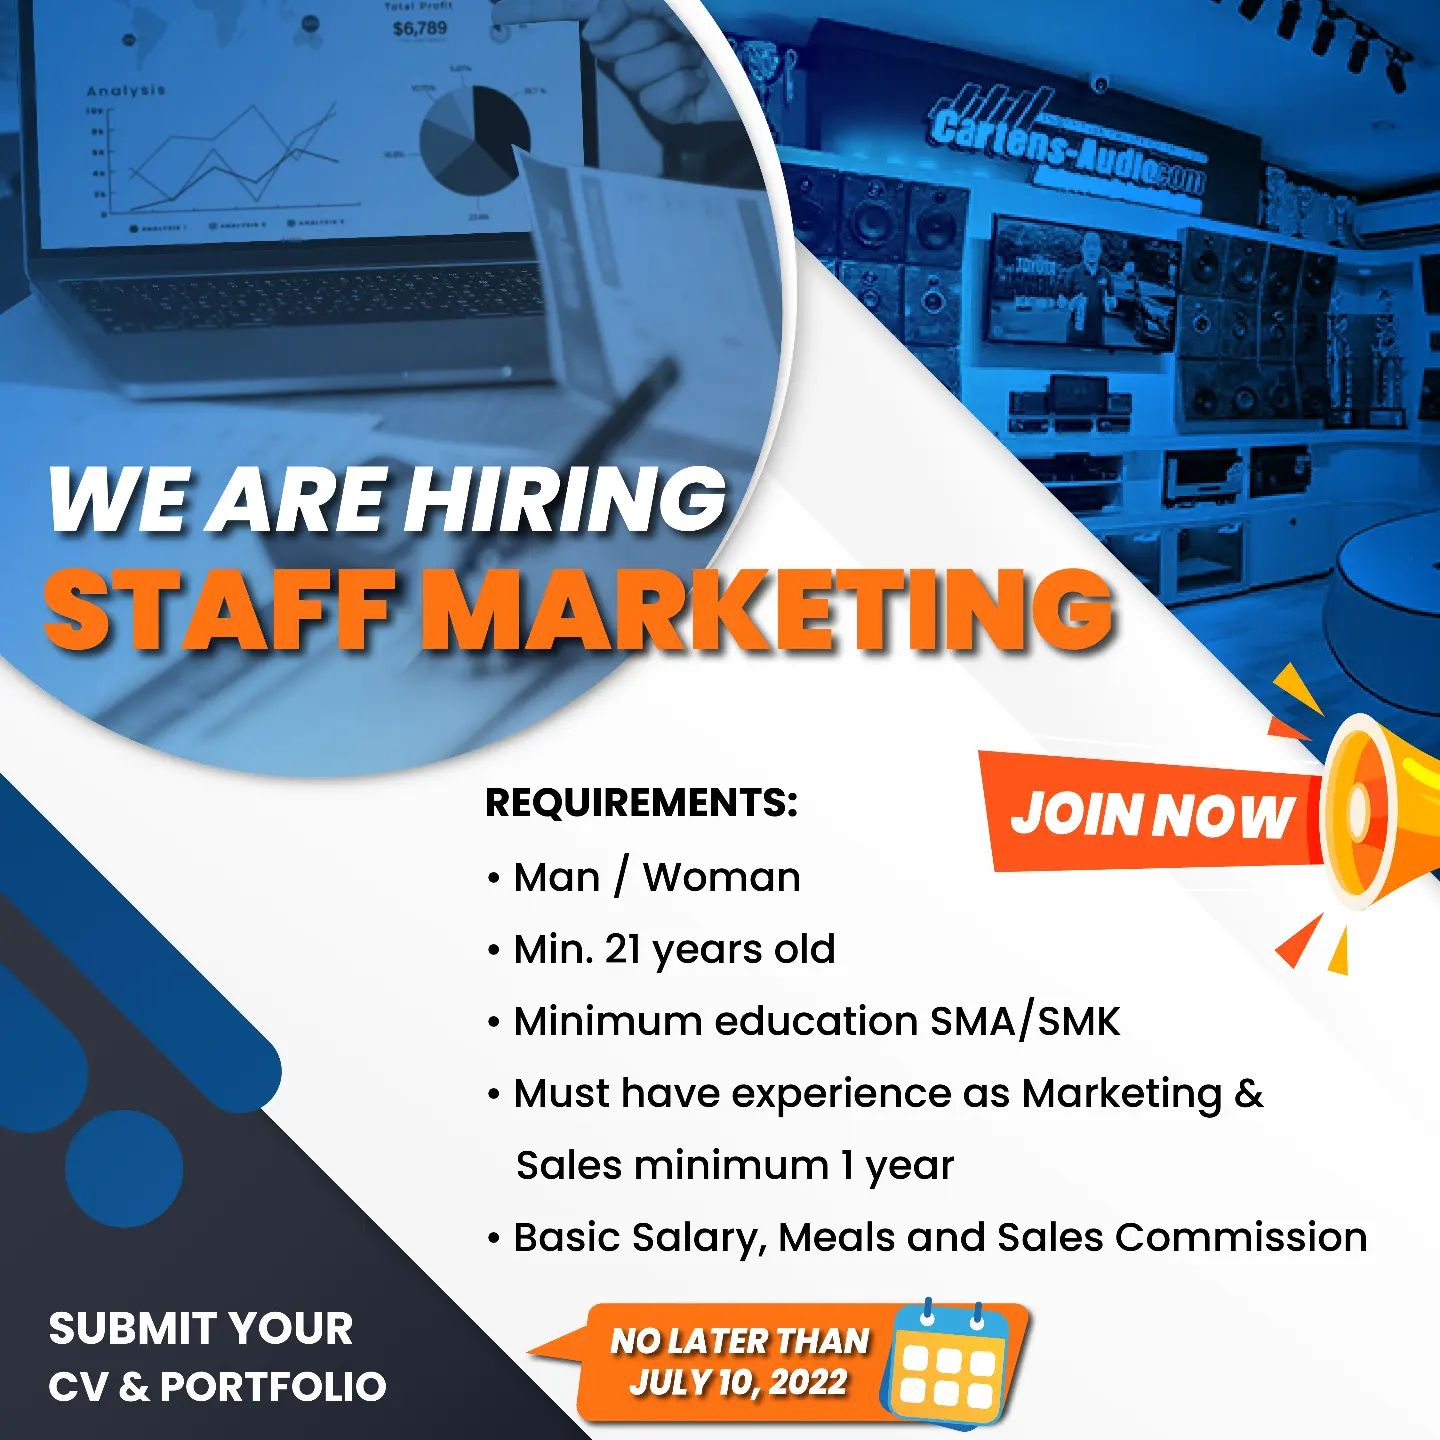 Total Profit
$6,789
Analysis
Cartens-Audio.com
TOYOTA
WE ARE HIRING
STAFF MARKETING
JOIN NOW
REQUIREMENTS:
• Man / Woman
• Min. 21 years old
• Minimum education SMA/SMK
• Must have experience as Marketing &
Sales minimum 1 year
• Basic Salary, Meals and Sales Commission
SUBMIT YOUR
CV & PORTFOLIO
NO LATER THAN
JULY 10, 2022